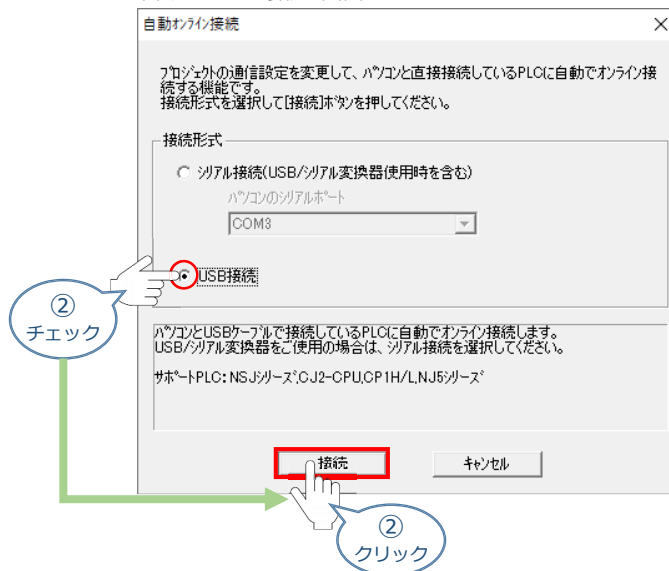 自動オンライン接続
プロジェクトの通信設定を変更して、パソコンと直接接続しているPLCに自動でオンライン接
続する機能です。
接続形式を選択して[接続]ボタンを押してください。
接続形式
シリアル接続(USB/シリアル変換器使用時を含む)
パソコンのシリアルポート
COM3
USB接続
②
チェック
パソコンとUSBケーブルで接続しているPLCに自動でオンライン接続します。
USB/シリアル変換器をご使用の場合は、シリアル接続を選択してください。
サポートPLC:NSJシリーズ,CJ2-CPU,CP1H/L,NJ5シリーズ
接続
キャンセル
②
クリック